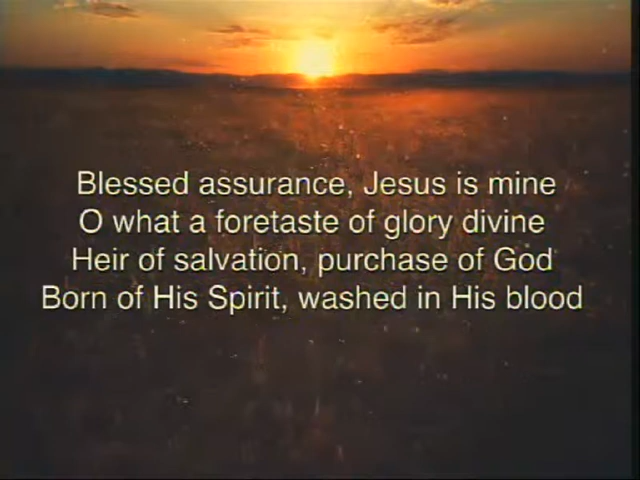 Blessed assurance, Jesus is mine
O what a foretaste of glory divine
Heir of salvation, purchase of God
Born of His Spirit, washed in His blood